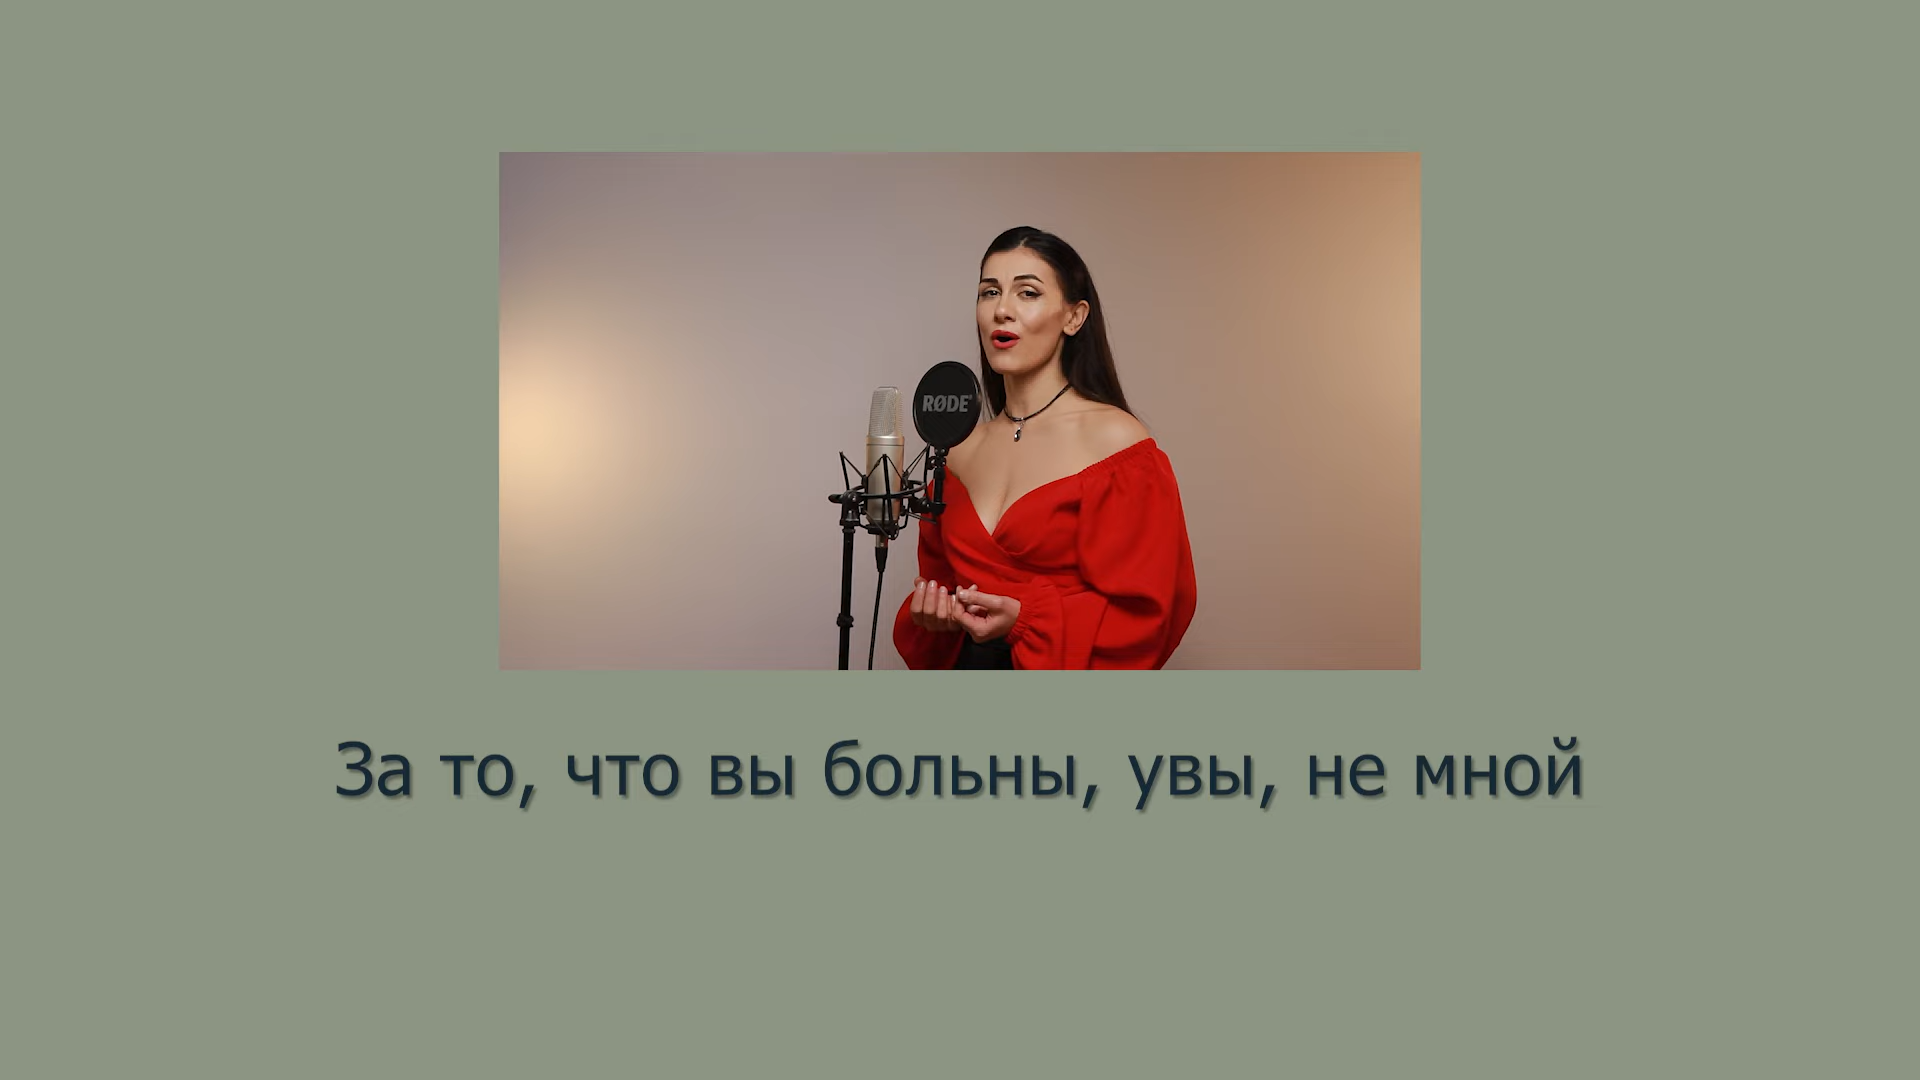 RØDE
За то, что вы больны, увы, не мной